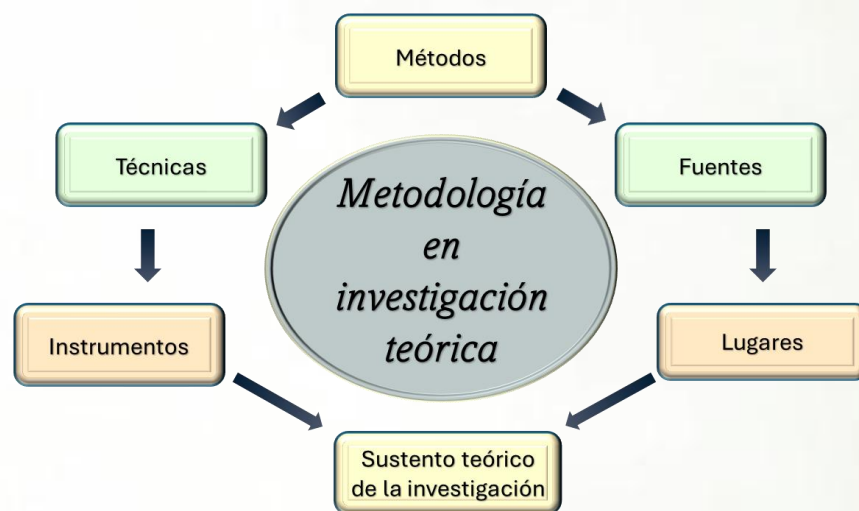 Métodos
Técnicas
Fuentes
Metodología
en
investigación
teórica
Instrumentos
Lugares
Sustento teórico
de la investigación